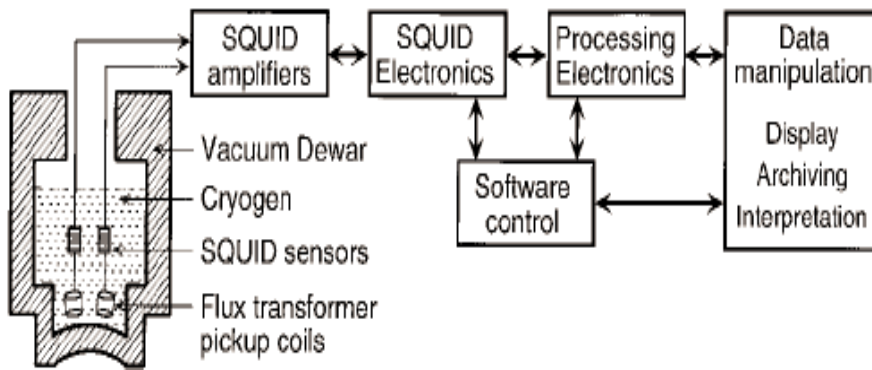 SQUID
amplifiers
SQUID
Electronics
Processing
Electronics
Data
manipulation
Display
Archiving
Interpretation
Software
control
Vacuum Dewar
Cryogen
SQUID sensors
Flux transformer
pickup coils